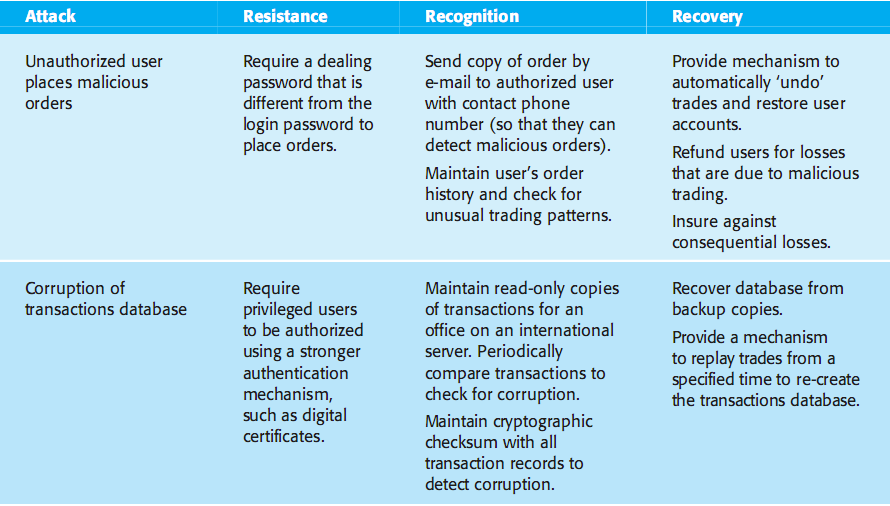 Attack
Resistance
Recognition
Recovery
Unauthorized user
places malicious
orders
Require a dealing
password that is
different from the
login password to
place orders.
Send copy of order by
e-mail to authorized user
with contact phone
number (so that they can
detect malicious orders).
Maintain user’s order
history and check for
unusual trading patterns.
Provide mechanism to
automatically ‘undo’
trades and restore user
accounts.
Refund users for losses
that are due to malicious
trading.
Insure against
consequential losses.
Corruption of
transactions database
Require
privileged users
to be authorized
using a stronger
authentication
mechanism,
such as digital
certificates.
Maintain read-only copies
of transactions for an
office on an international
server. Periodically
compare transactions to
check for corruption.
Maintain cryptographic
checksum with all
transaction records to
detect corruption.
Recover database from
backup copies.
Provide a mechanism
to replay trades from a
specified time to re-create
the transactions database.